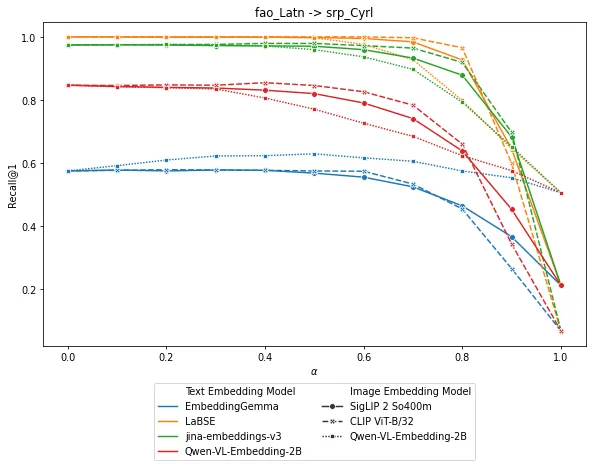 fao_Latn -> srp_Cyrl
Recall@1
1.0
0.8
0.6
0.4
0.2
0.0 0.2 0.4 0.6 0.8 1.0
α
Text Embedding Model Image Embedding Model
EmbeddingGemma SigLIP 2 So400m
LaBSE CLIP ViT-B/32
jina-embeddings-v3 Qwen-VL-Embedding-2B
Qwen-VL-Embedding-2B